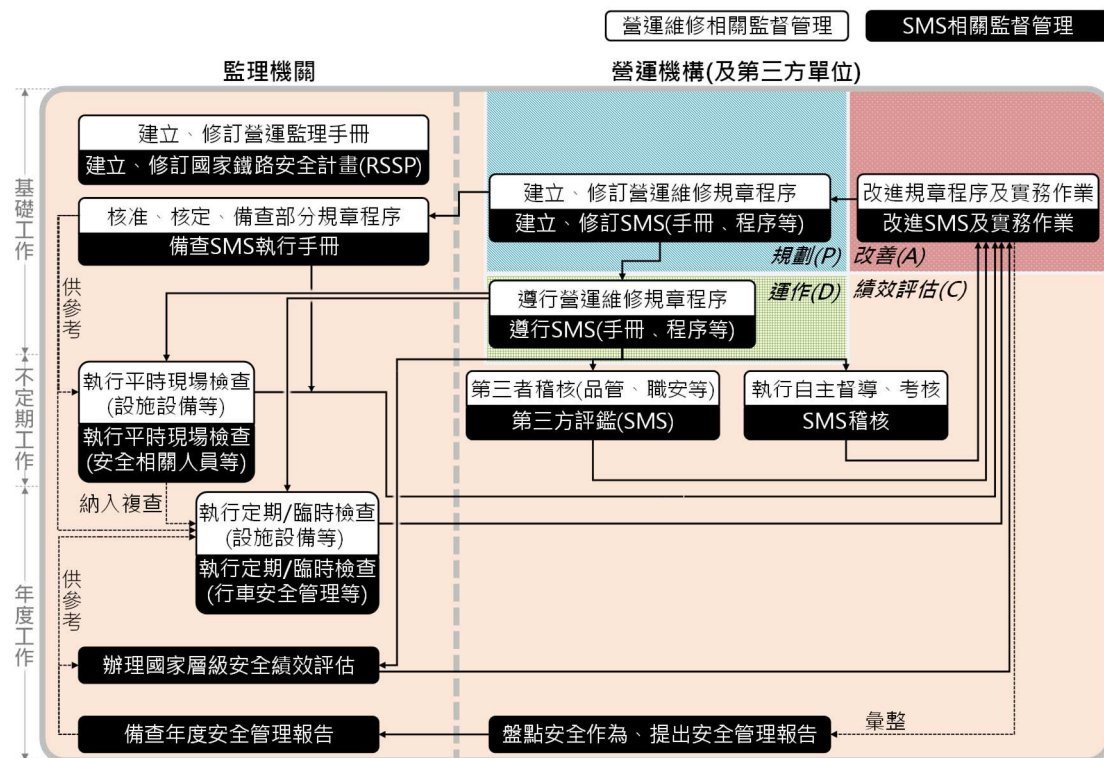 營運維修相關監督管理
SMS相關監督管理
監理機關
營運機構(及第三方單位)
基礎工作
不定期工作
年度工作
建立、修訂營運監理手冊
建立、修訂國家鐵路安全計畫(RSSP)
核准、核定、備查部分規章程序
備查SMS執行手冊
建立、修訂營運維修規章程序
建立、修訂SMS(手冊、程序等)
規劃(P)
改進規章程序及實務作業
改進SMS及實務作業
改善(A)
供參考
遵行營運維修規章程序
遵行SMS(手冊、程序等)
運作(D)
績效評估(C)
執行平時現場檢查
(設施設備等)
執行平時現場檢查
(安全相關人員等)
第三者稽核(品管、職安等)
第三方評鑑(SMS)
執行自主督導、考核
SMS稽核
納入複查
執行定期/臨時檢查
(設施設備等)
執行定期/臨時檢查
(行車安全管理等)
供參考
辦理國家層級安全績效評估
備查年度安全管理報告
盤點安全作為、提出安全管理報告
彙整